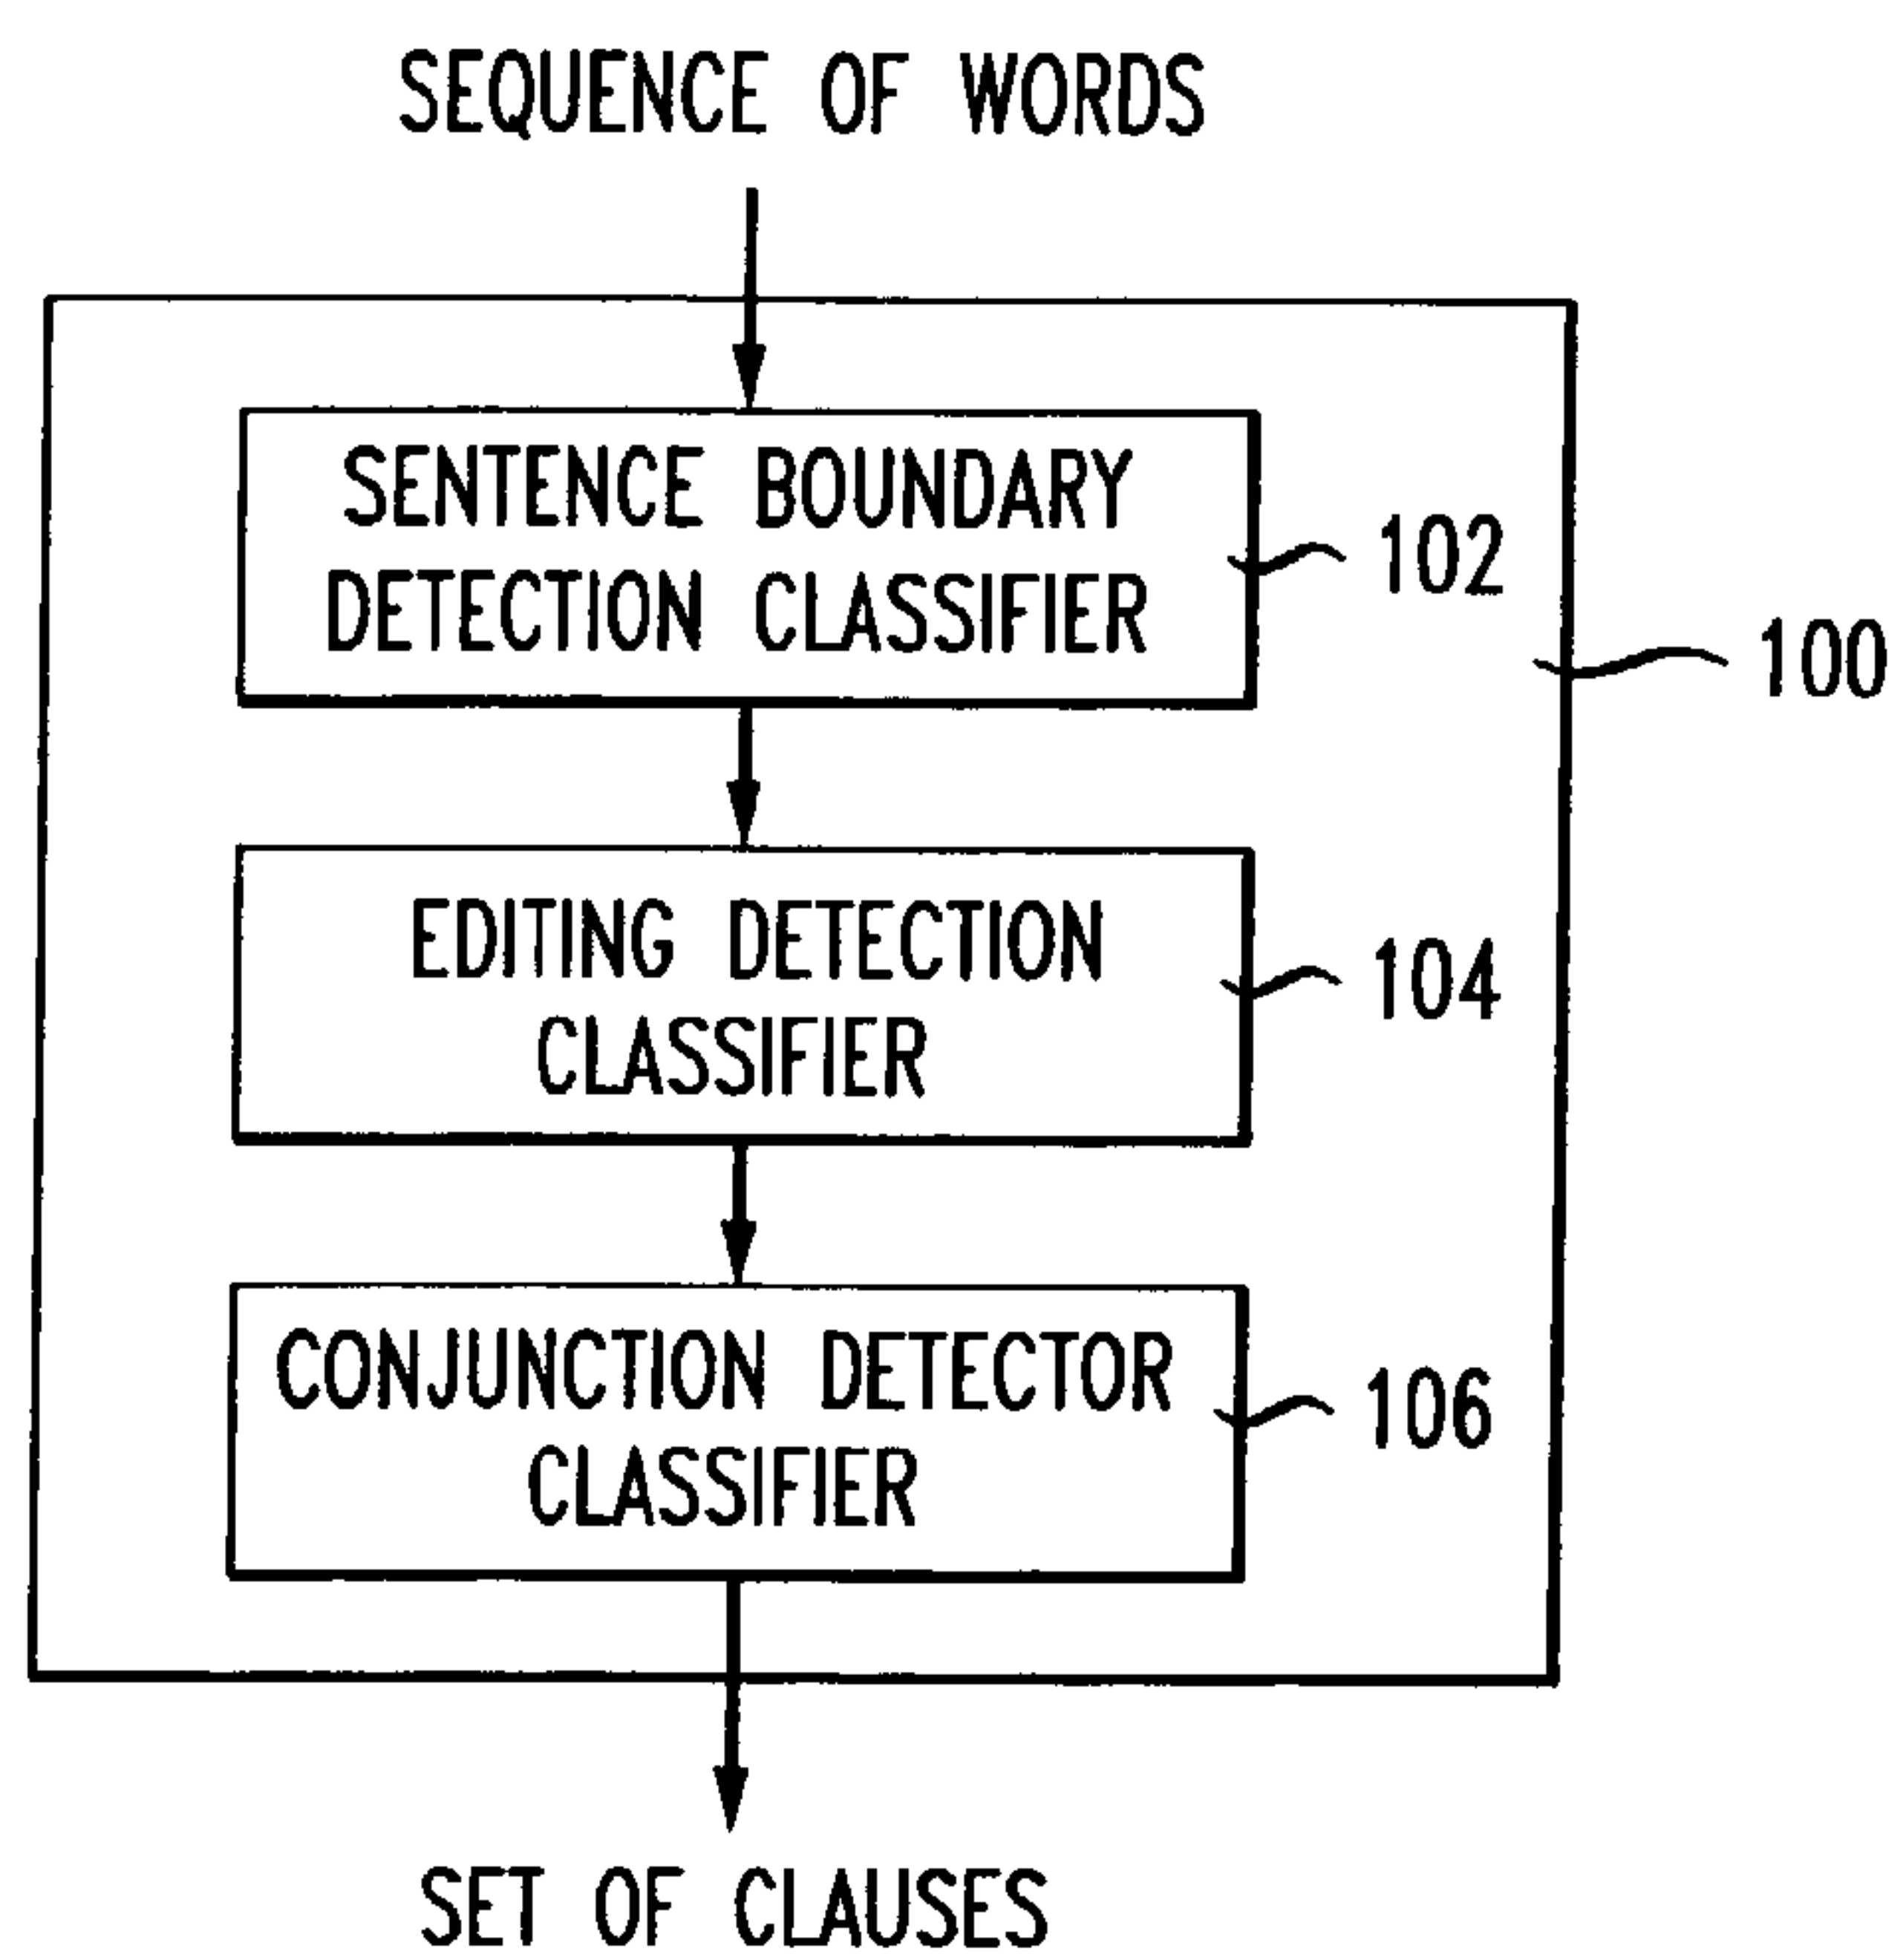 SEQUENCE OF WORDS
SENTENCE BOUNDARY
DETECTION CLASSIFIER
102
100
EDITING DETECTION
CLASSIFIER
104
CONJUNCTION DETECTOR
CLASSIFIER
106
SET OF CLAUSES